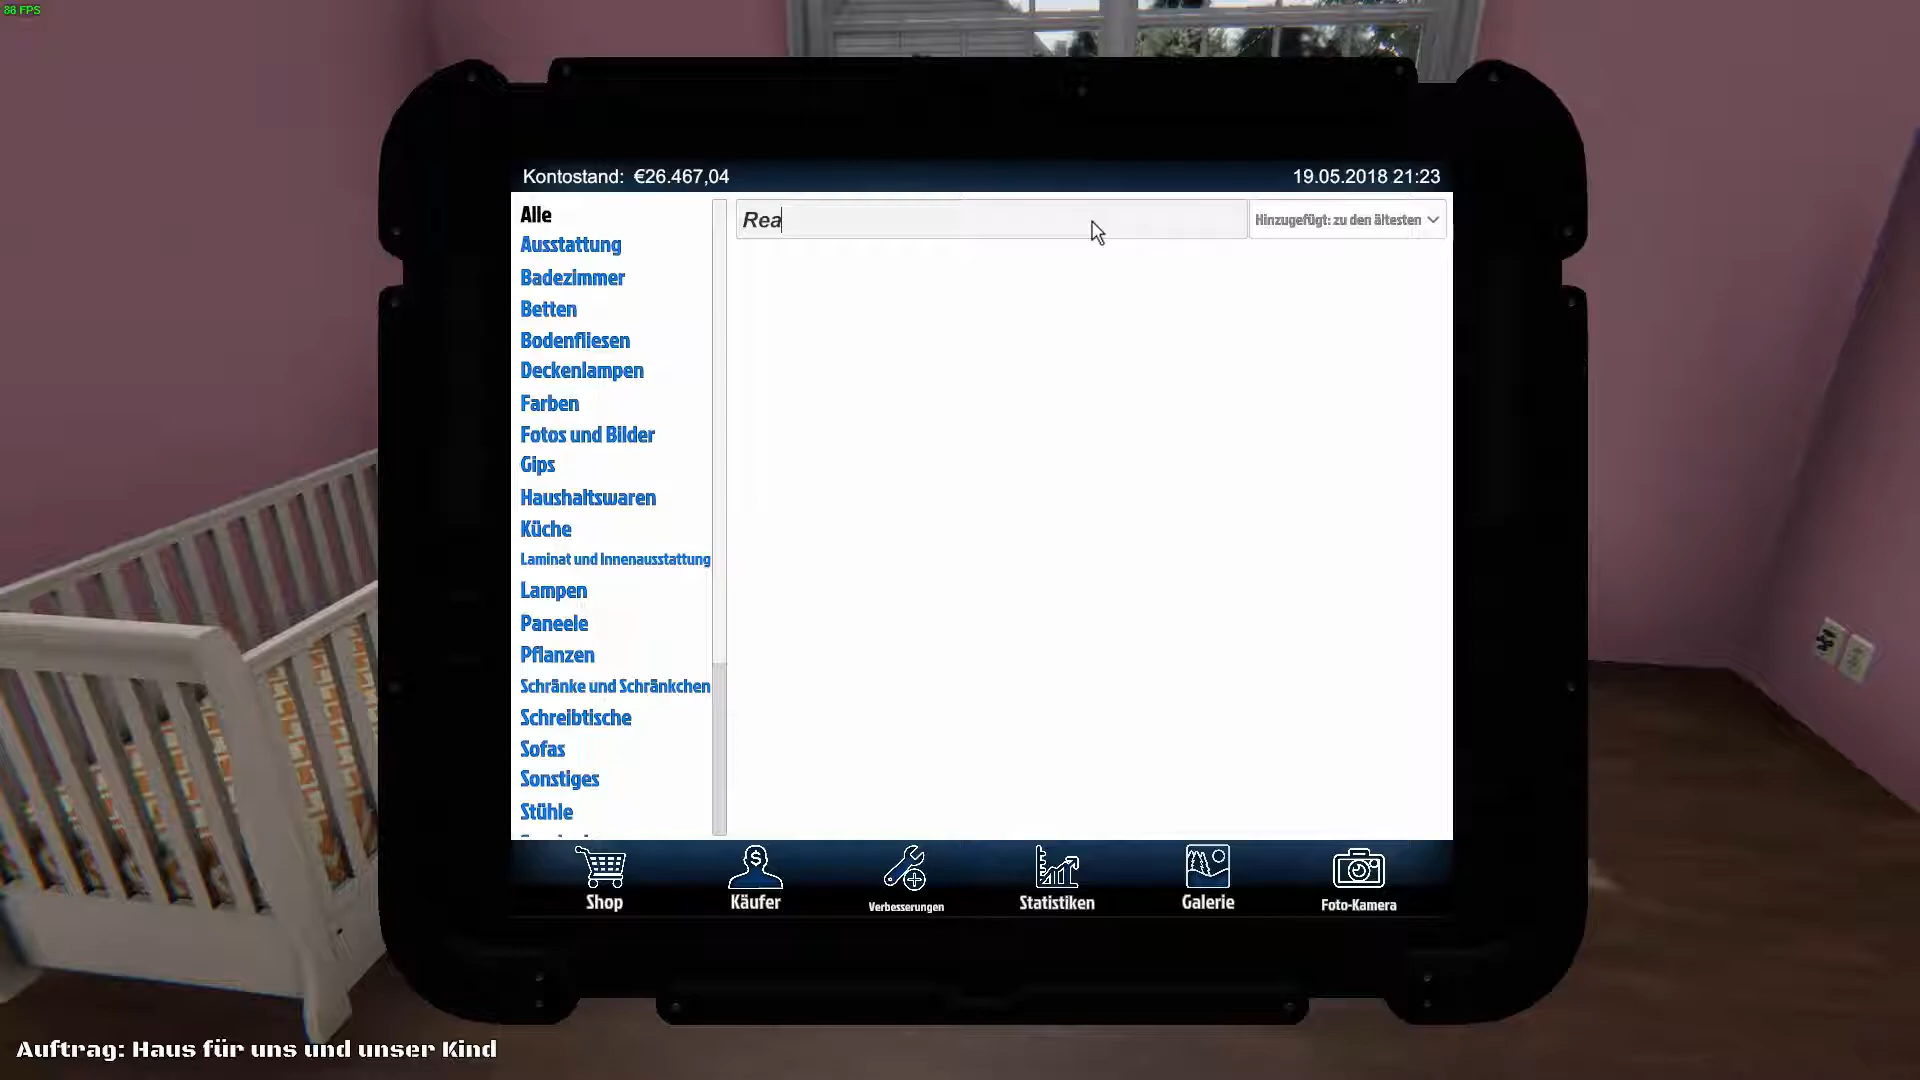 86 FPS
Kontostand: €26.467,04
19.05.2018 21:23
Alle
Ausstattung
Badezimmer
Betten
Bodenfliesen
Deckenlampen
Farben
Fotos und Bilder
Gips
Haushaltswaren
Küche
Laminat und Innenausstattung
Lampen
Paneele
Pflanzen
Schränke und Schränkchen
Schreibtische
Sofas
Sonstiges
Stühle
Rea
Hinzugefügt: zu den ältesten
Shop
Käufer
Verbesserungen
Statistiken
Galerie
Foto-Kamera
Auftrag: Haus für uns und unser Kind